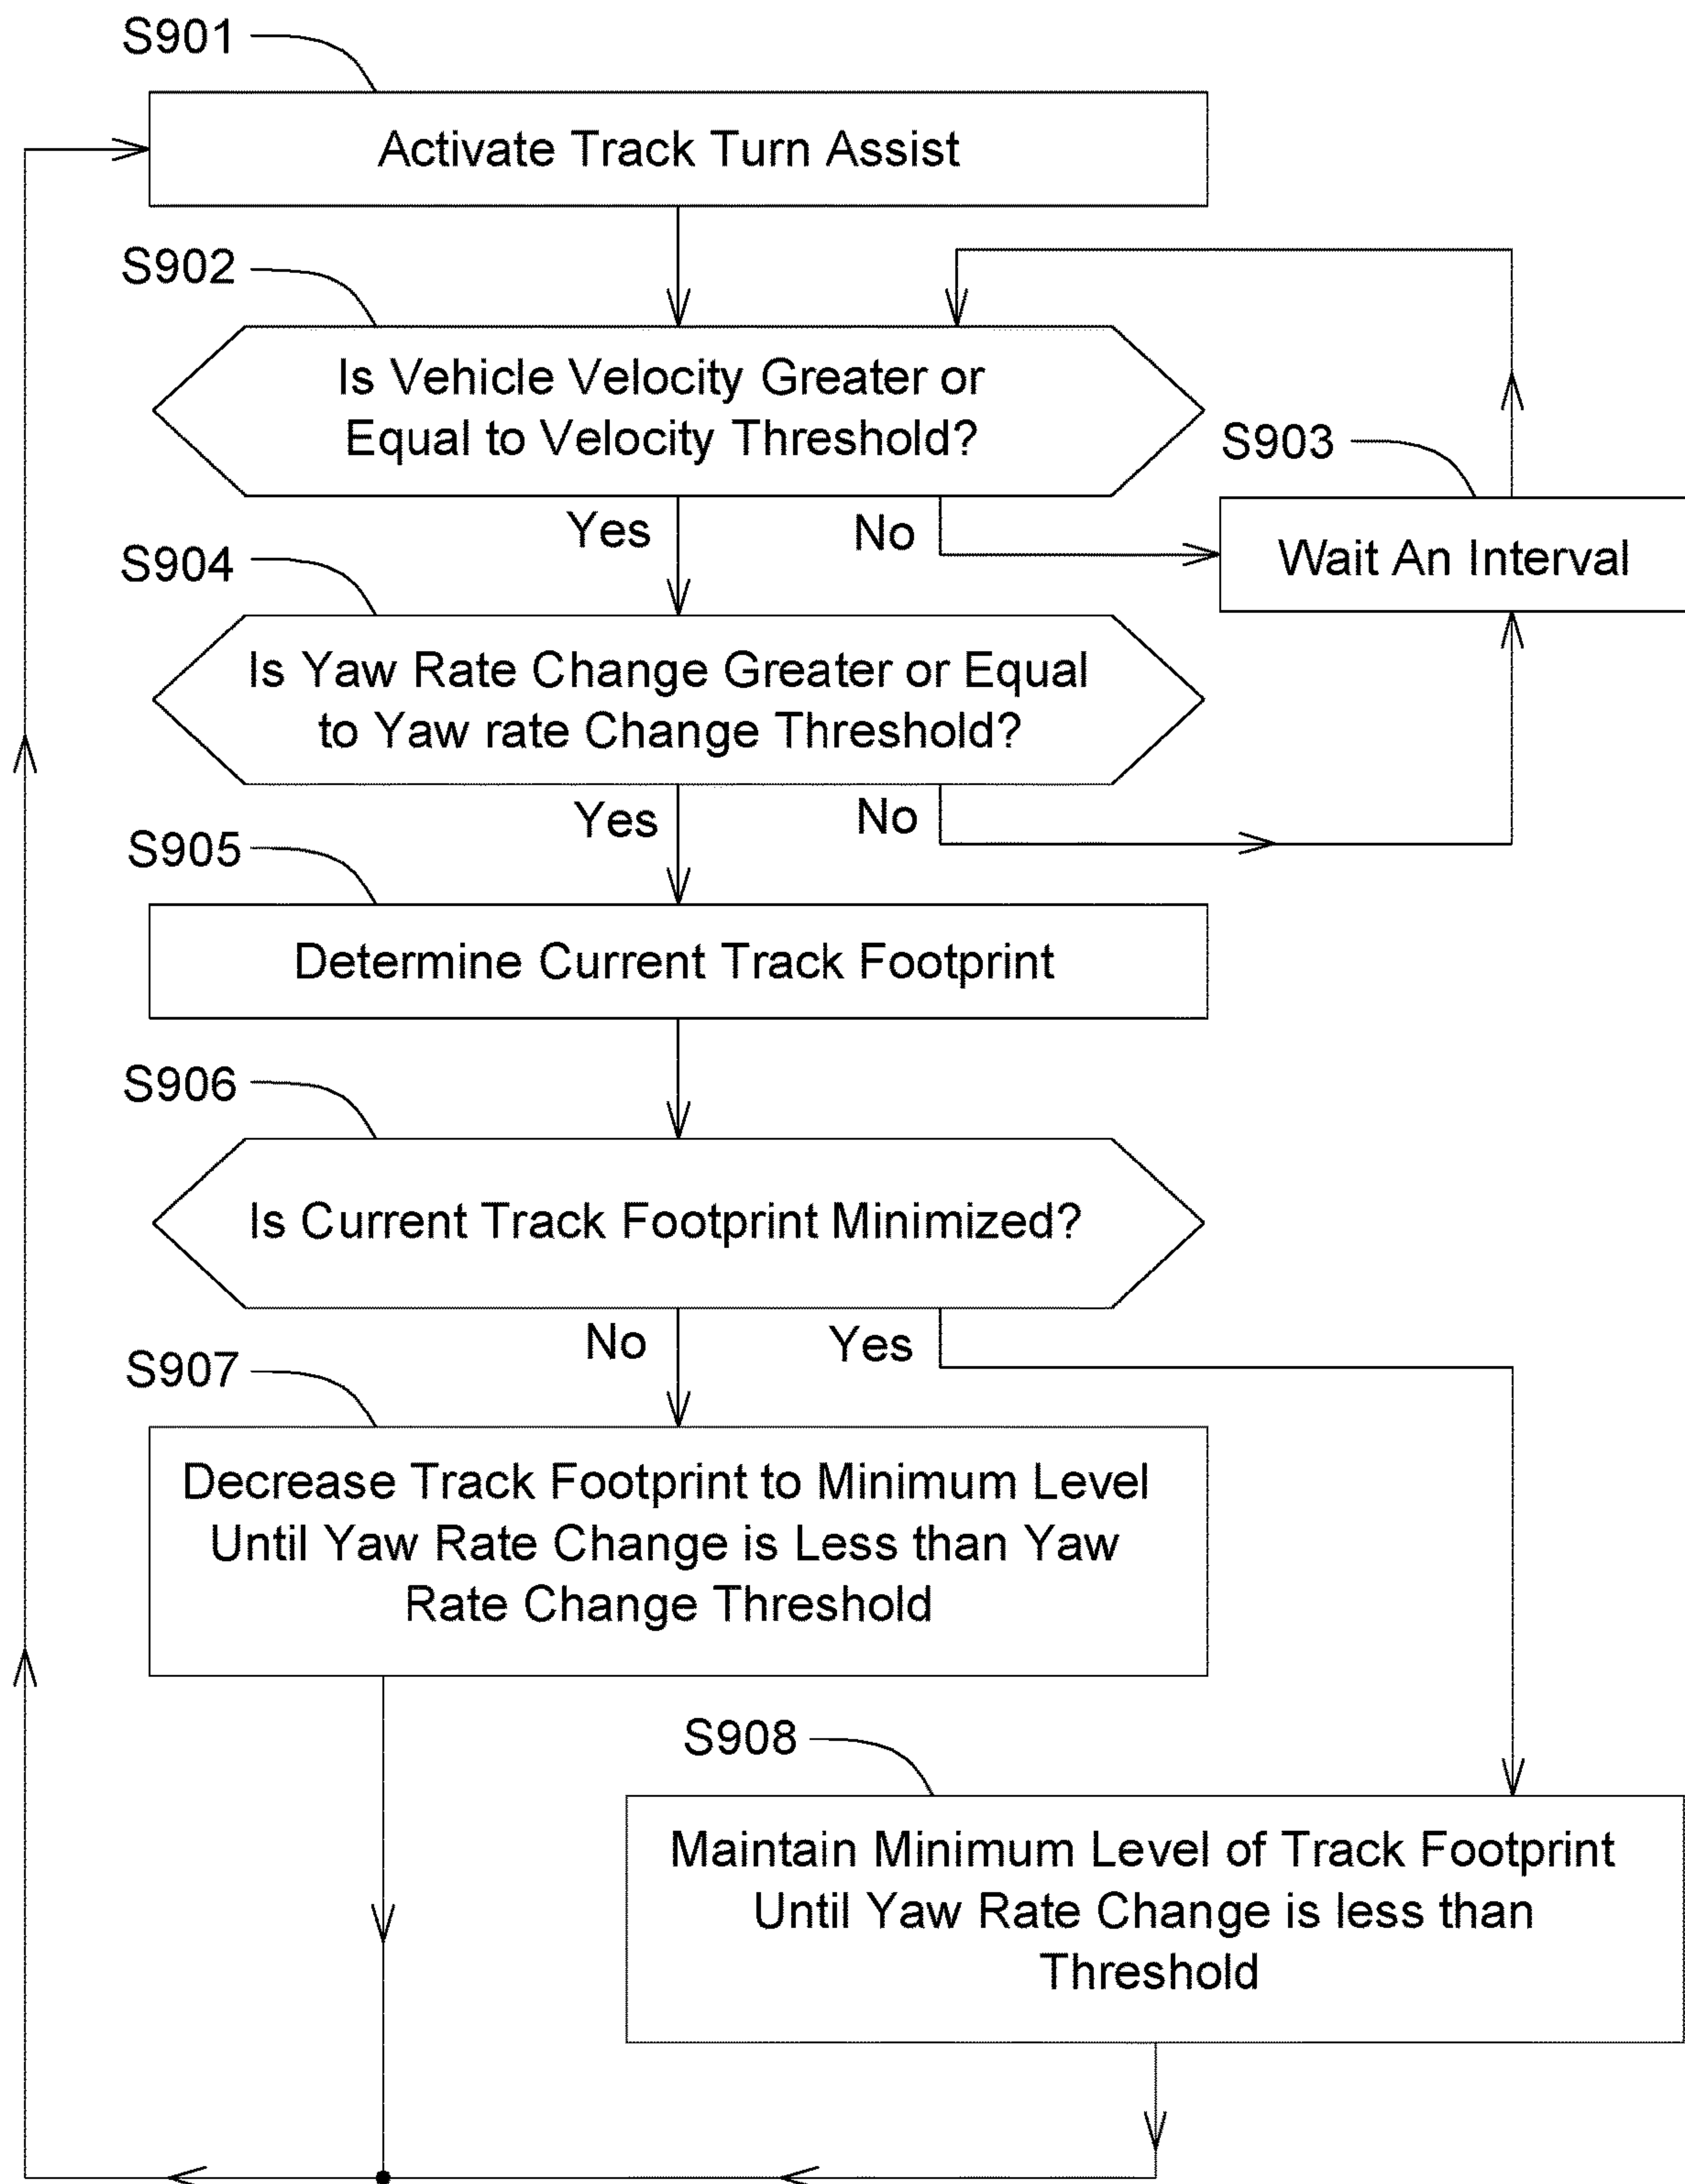 S901
Activate Track Turn Assist
S902
Is Vehicle Velocity Greater or
Equal to Velocity Threshold?
S903
Yes
No
Wait An Interval
S904
Is Yaw Rate Change Greater or Equal
to Yaw rate Change Threshold?
Yes
No
S905
Determine Current Track Footprint
S906
Is Current Track Footprint Minimized?
No
Yes
S907
Decrease Track Footprint to Minimum Level
Until Yaw Rate Change is Less than Yaw
Rate Change Threshold
S908
Maintain Minimum Level of Track Footprint
Until Yaw Rate Change is less than
Threshold